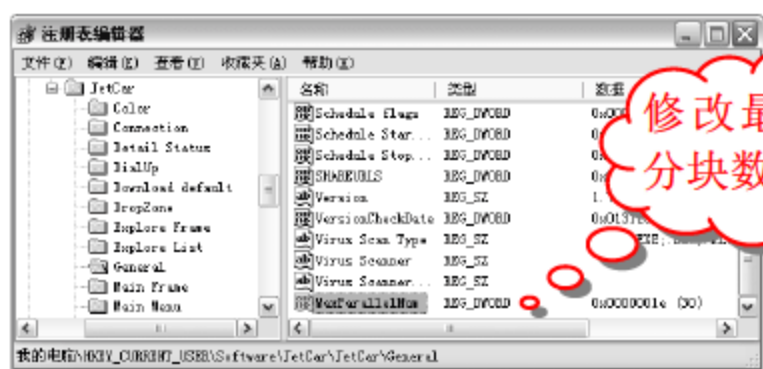 注册表编辑器
文件(F) 编辑(E) 查看(V) 收藏夹(A) 帮助(H)
JetCar
Color
Connection
Detail Status
DialUp
Download default
DropZone
Explore Frame
Explore List
General
Main Frame
Main Menu
名称 类型 数据
Schedule flags REG_DWORD
Schedule Star... REG_DWORD
Schedule Stop... REG_DWORD
SHAREURLS REG_DWORD
Version REG_SZ
VersionCheckDate REG_DWORD
Virus Scan Type REG_SZ
Virus Scanner REG_SZ
Virus Scanner... REG_SZ
MaxParallelNum REG_DWORD 0x0000001e (30)
修改最
分块数
我的电脑\HKEY_CURRENT_USER\Software\JetCar\JetCar\General